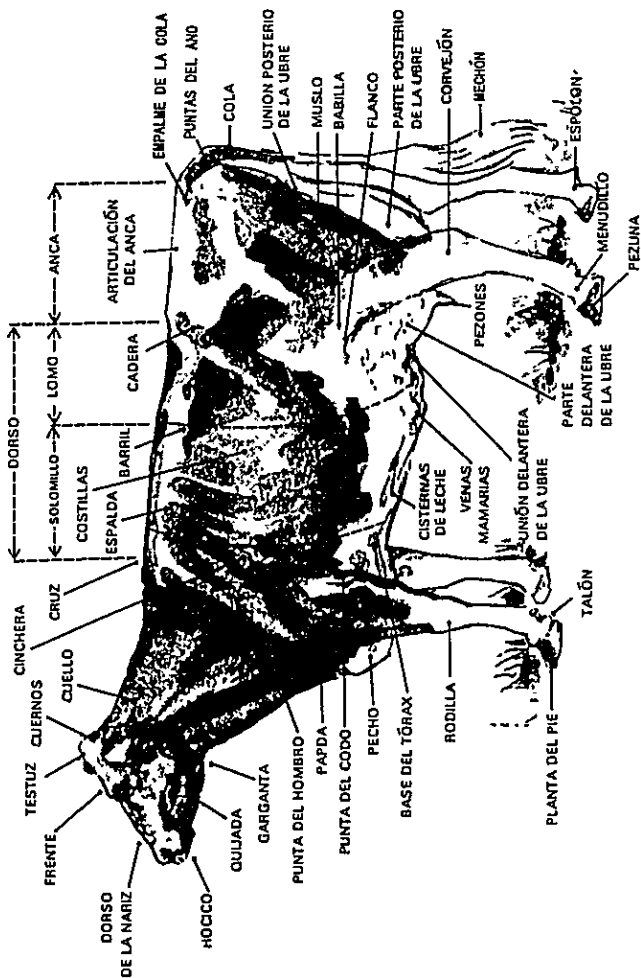 DORSO
SOLOMILLO
LOMO
ANCA
TESTUZ
CUERNOS
CUELLO
CINCHERA
CRUZ
ESPALDA
COSTILLAS
BARRIL
CADERA
ARTICULACIÓN
DEL ANCA
EMPALME DE LA COLA
PUNTAS DEL ANO
COLA
UNION POSTERIO
DE LA UBRE
MUSLO
BABILLA
FLANCO
PARTE POSTERIO
DE LA UBRE
CORVEJÓN
MECHÓN
ESPOLON
MENUDILLO
PEZUNA
FRENTE
DORSO
DE LA NARIZ
HOCICO
QUIJADA
GARGANTA
PUNTA DEL HOMBRO
PAPDA
PUNTA DEL CODO
PECHO
BASE DEL TÓRAX
RODILLA
PLANTA DEL PIE
TALÓN
CISTERNAS
DE LECHE
VENAS
MAMARIAS
UNIÓN DELANTERA
DE LA UBRE
PARTE
DELANTERA
DE LA UBRE
PEZONES